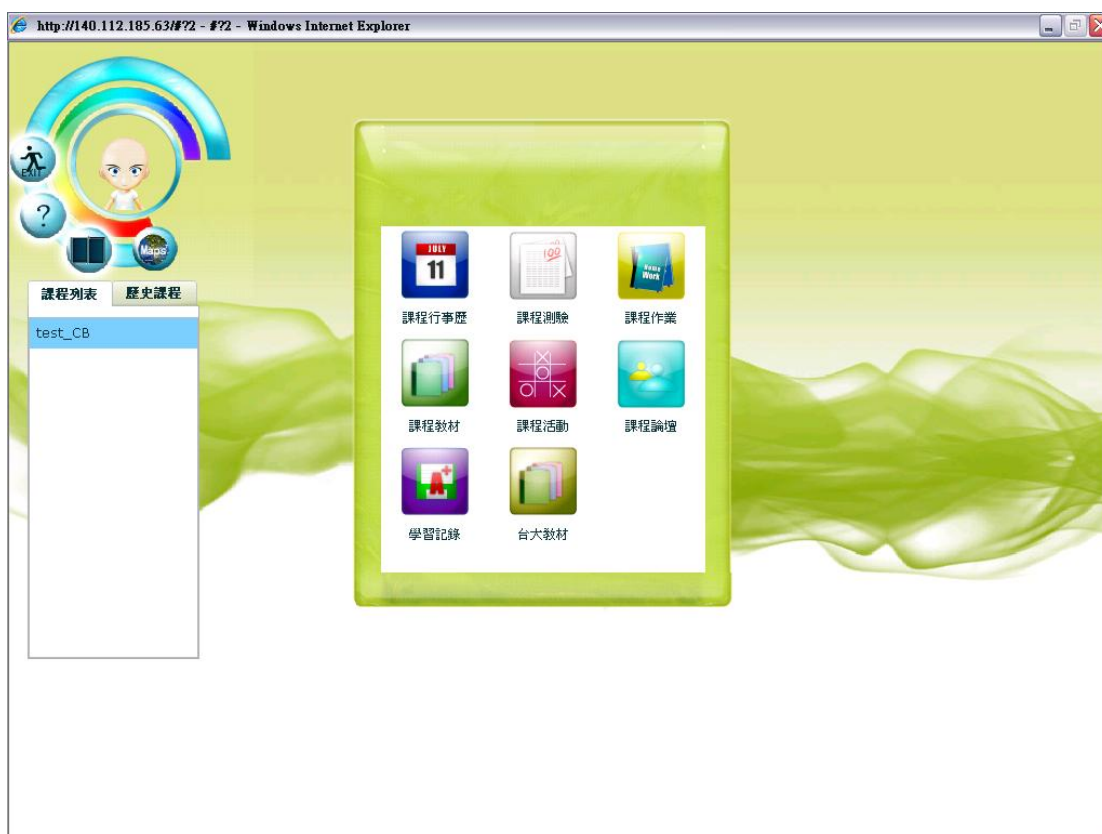 http://140.112.185.63/#?2 - #?2 - Windows Internet Explorer
EXIT
?
Maps
課程列表 歷史課程
test_CB
JULY
11
100
Home
Work
課程行事歷 課程測驗 課程作業
課程教材 課程活動 課程論壇
A+
學習記錄 台大教材